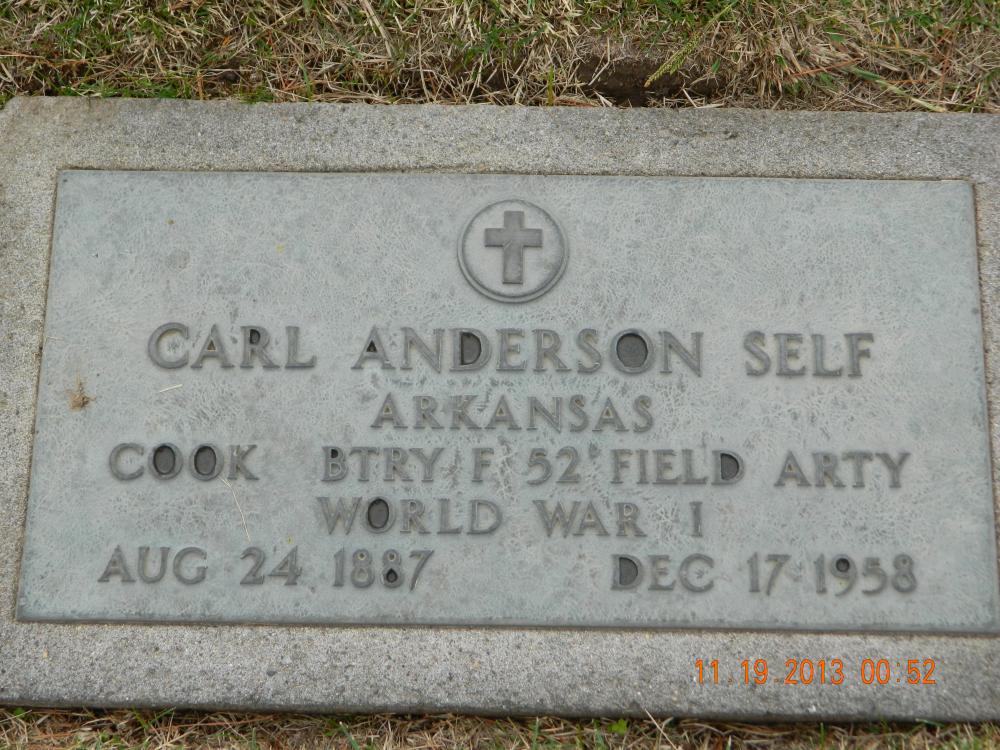 CARL ANDERSON SELF
ARKANSAS
COOK BTRY F 52 FIELD ARTY
WORLD WAR I
AUG 24 1887 DEC 17 1958
11.19.2013 00:52